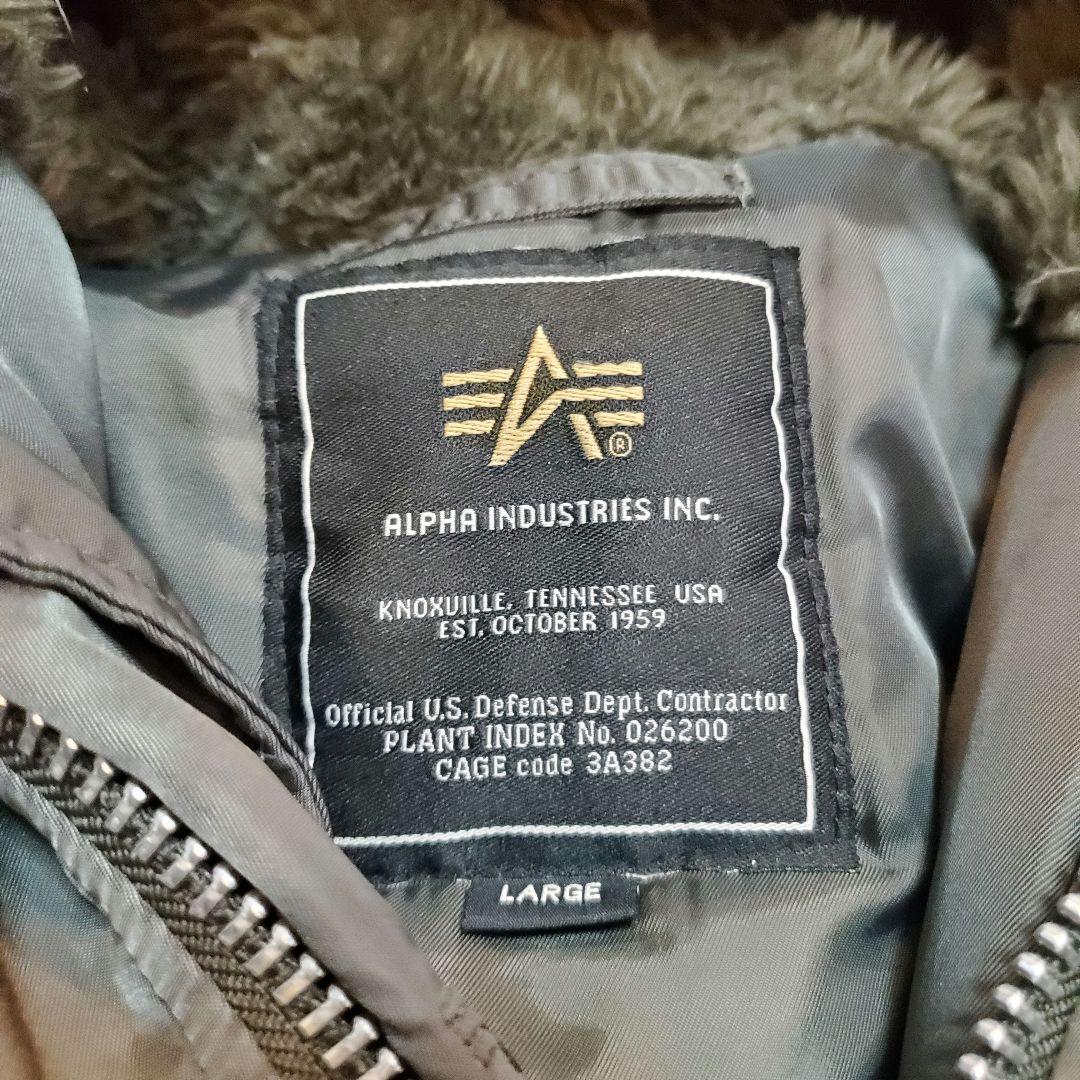 ®
ALPHA INDUSTRIES INC.
KNOXVILLE, TENNESSEE USA
EST. OCTOBER 1959
Official U.S. Defense Dept. Contractor
PLANT INDEX No. 026200
CAGE code 3A382
LARGE